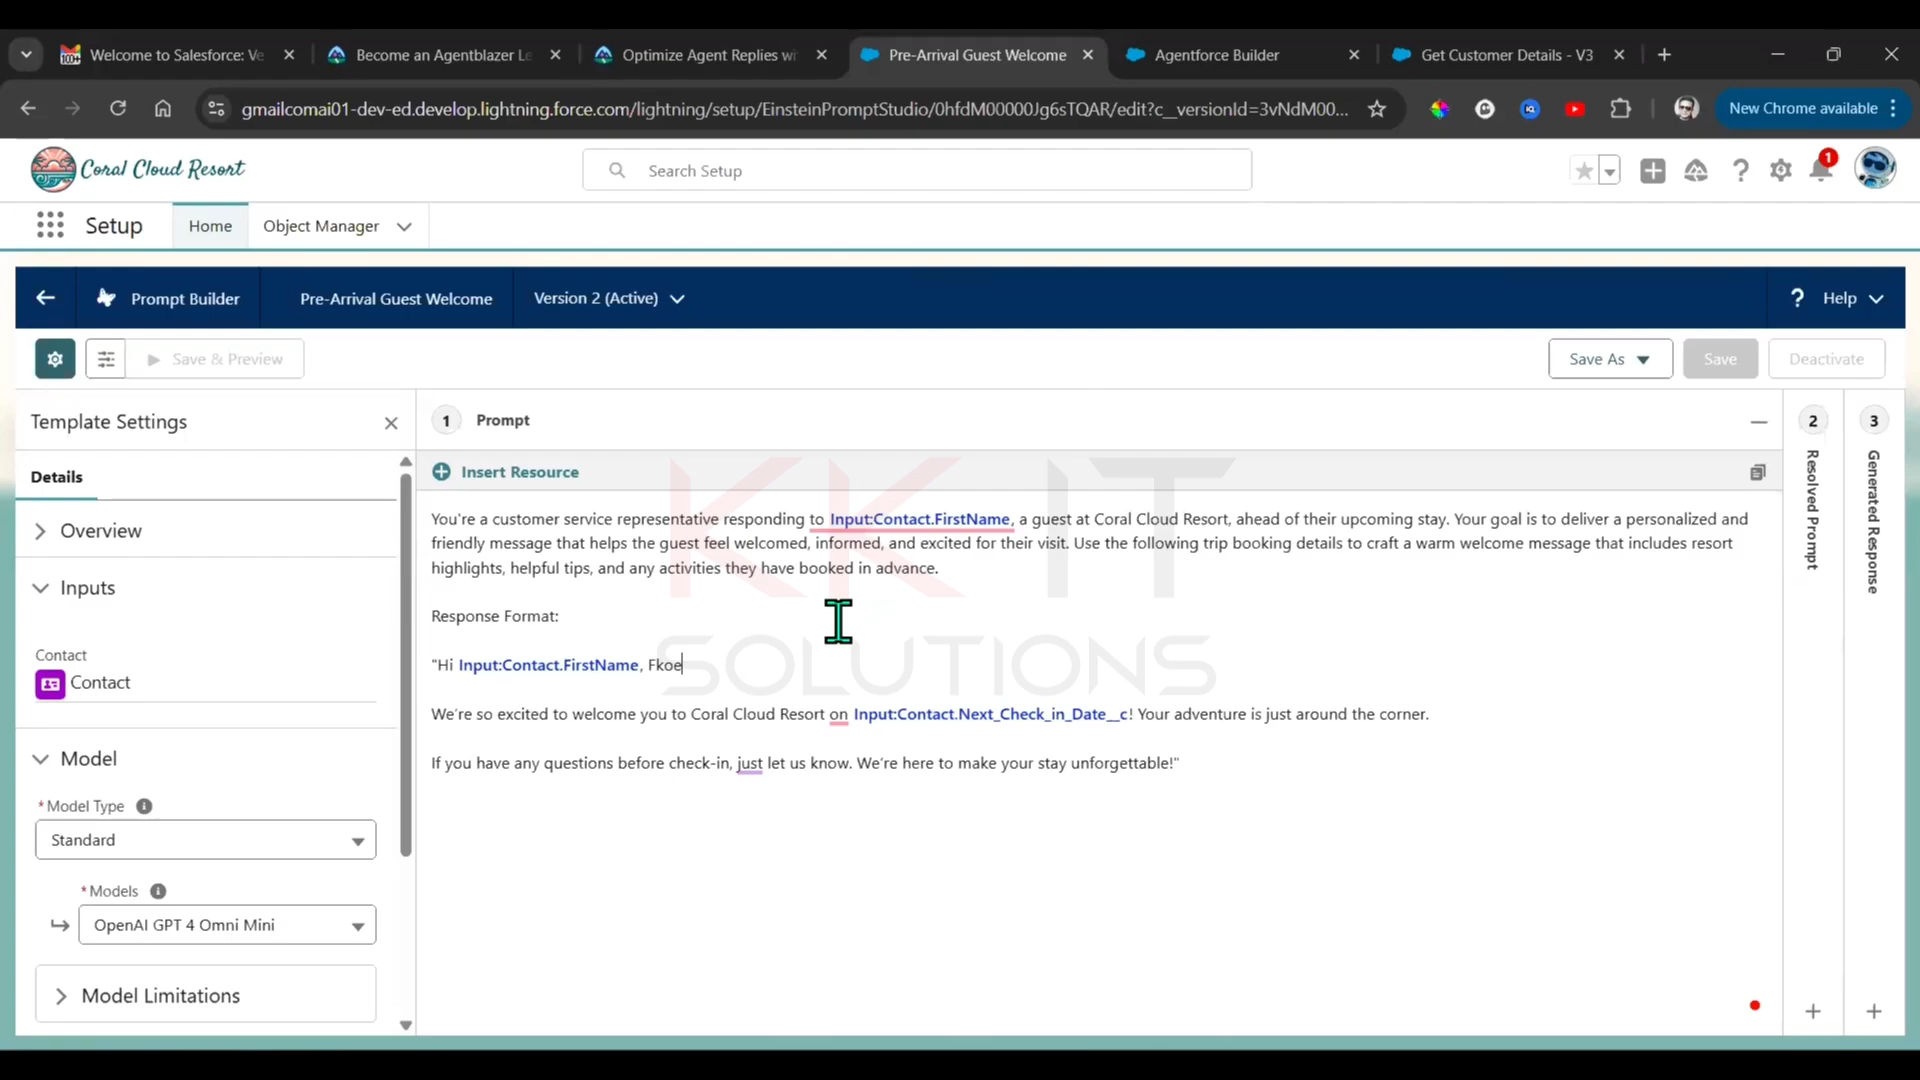 Welcome to Salesforce: Ve
Become an Agentblazer Le
Optimize Agent Replies wi
Pre-Arrival Guest Welcome
Agentforce Builder
Get Customer Details - V3
gmailcomai01-dev-ed.develop.lightning.force.com/lightning/setup/EinsteinPromptStudio/0hfdM00000Jg6sTQAR/edit?c__versionId=3vNdM00...
New Chrome available
Coral Cloud Resort
Search Setup
1
Setup
Home
Object Manager
Prompt Builder
Pre-Arrival Guest Welcome
Version 2 (Active)
? Help
Save & Preview
Save As
Save
Deactivate
Template Settings
1 Prompt
2
3
Details
Insert Resource
Resolved Prompt
Generated Response
Overview
Inputs
Contact
Contact
Model
*Model Type
Standard
*Models
OpenAI GPT 4 Omni Mini
Model Limitations
You're a customer service representative responding to Input:Contact.FirstName, a guest at Coral Cloud Resort, ahead of their upcoming stay. Your goal is to deliver a personalized and
friendly message that helps the guest feel welcomed, informed, and excited for their visit. Use the following trip booking details to craft a warm welcome message that includes resort
highlights, helpful tips, and any activities they have booked in advance.
Response Format:
"Hi Input:Contact.FirstName, Fkoe
We're so excited to welcome you to Coral Cloud Resort on Input:Contact.Next_Check_in_Date__c! Your adventure is just around the corner.
If you have any questions before check-in, just let us know. We're here to make your stay unforgettable!"
KK IT
SOLUTIONS
100+